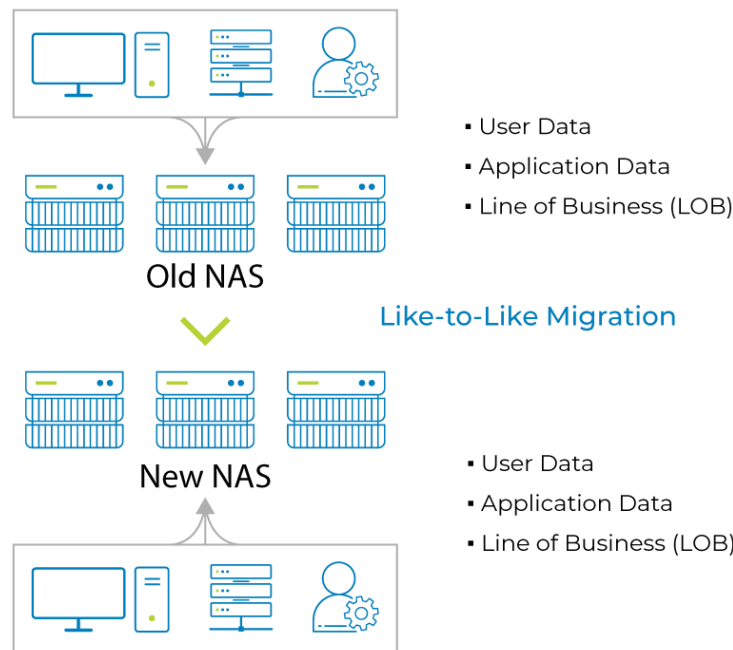 ▪ User Data
▪ Application Data
▪ Line of Business (LOB)
Old NAS
Like-to-Like Migration
New NAS
▪ User Data
▪ Application Data
▪ Line of Business (LOB)